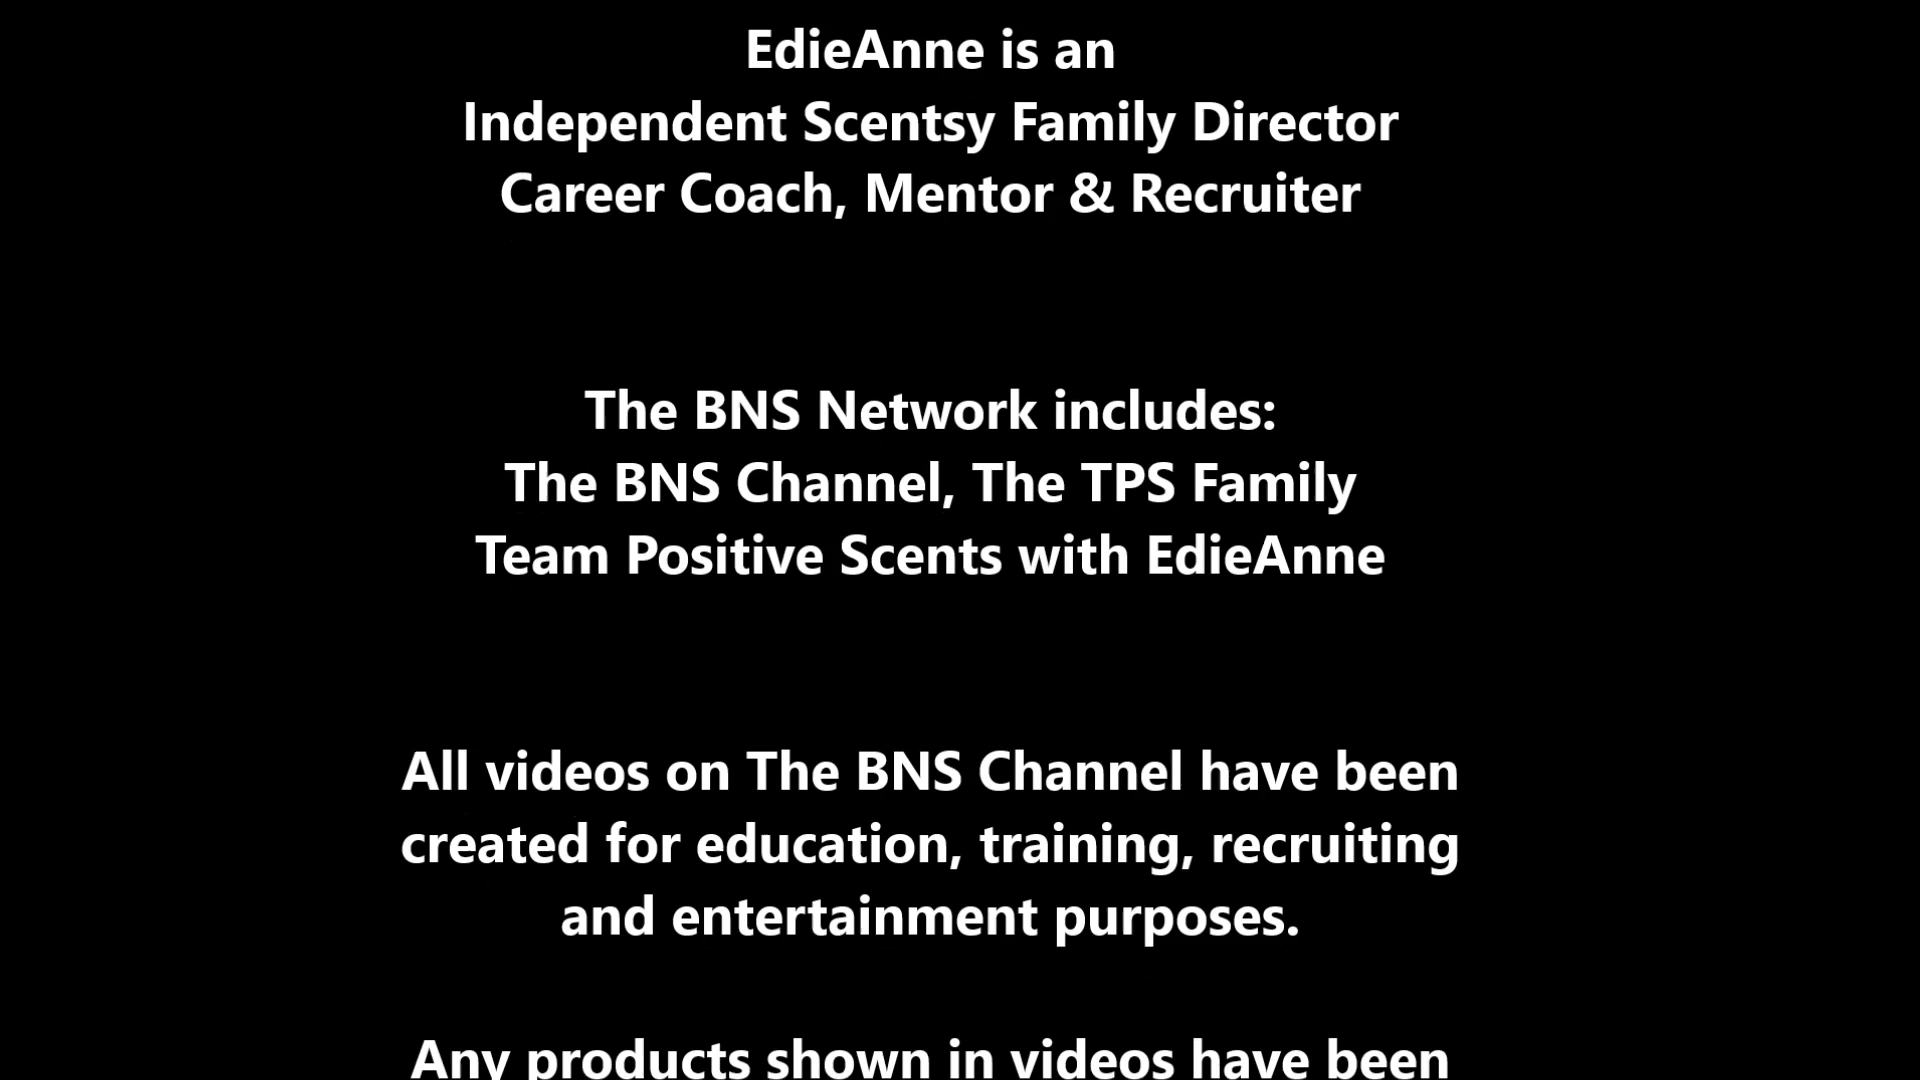 EdieAnne is an
Independent Scentsy Family Director
Career Coach, Mentor & Recruiter
The BNS Network includes:
The BNS Channel, The TPS Family
Team Positive Scents with EdieAnne
All videos on The BNS Channel have been
created for education, training, recruiting
and entertainment purposes.
Any products shown in videos have been